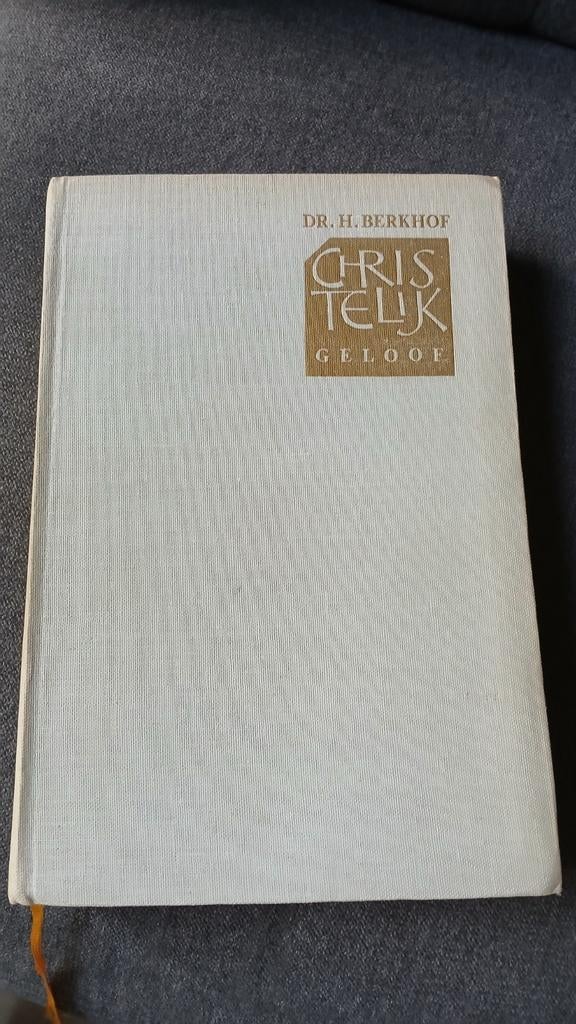 DR. H. BERKHOF
CHRIS
TELIJK
GELOOF